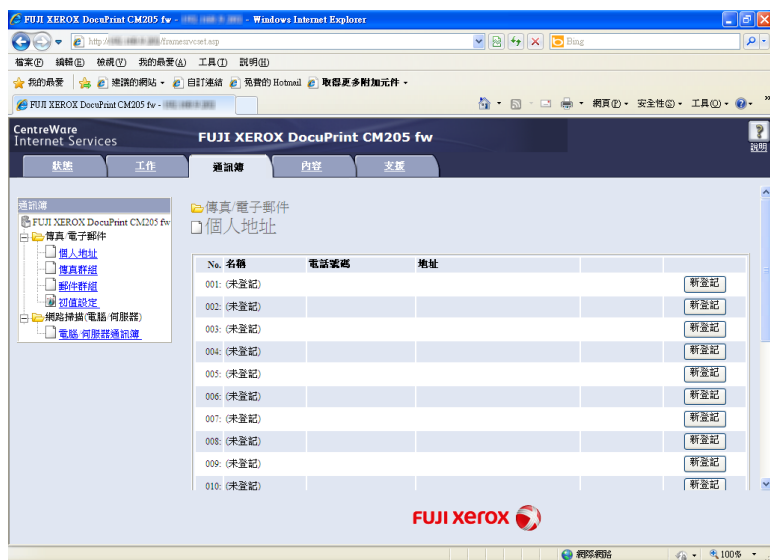 FUJI XEROX DocuPrint CM205 fw - - Windows Internet Explorer
http:// /framesrvcset.asp
Bing
檔案(F) 編輯(E) 檢視(V) 我的最愛(A) 工具(T) 說明(H)
我的最愛 建議的網站 自訂連結 免費的 Hotmail 取得更多附加元件
FUJI XEROX DocuPrint CM205 fw -
網頁(P) 安全性(S) 工具(O) »
CentreWare
Internet Services
FUJI XEROX DocuPrint CM205 fw
說明
狀態 工作 通訊簿 內容 支援
通訊簿
FUJI XEROX DocuPrint CM205 fw
傳真/電子郵件
個人地址
傳真群組
郵件群組
初值設定
網路掃描(電腦/伺服器)
電腦/伺服器通訊簿
傳真/電子郵件
個人地址
No. 名稱 電話號碼 地址
001: (未登記) 新登記
002: (未登記) 新登記
003: (未登記) 新登記
004: (未登記) 新登記
005: (未登記) 新登記
006: (未登記) 新登記
007: (未登記) 新登記
008: (未登記) 新登記
009: (未登記) 新登記
010: (未登記) 新登記
FUJI xerox
網際網路 100%